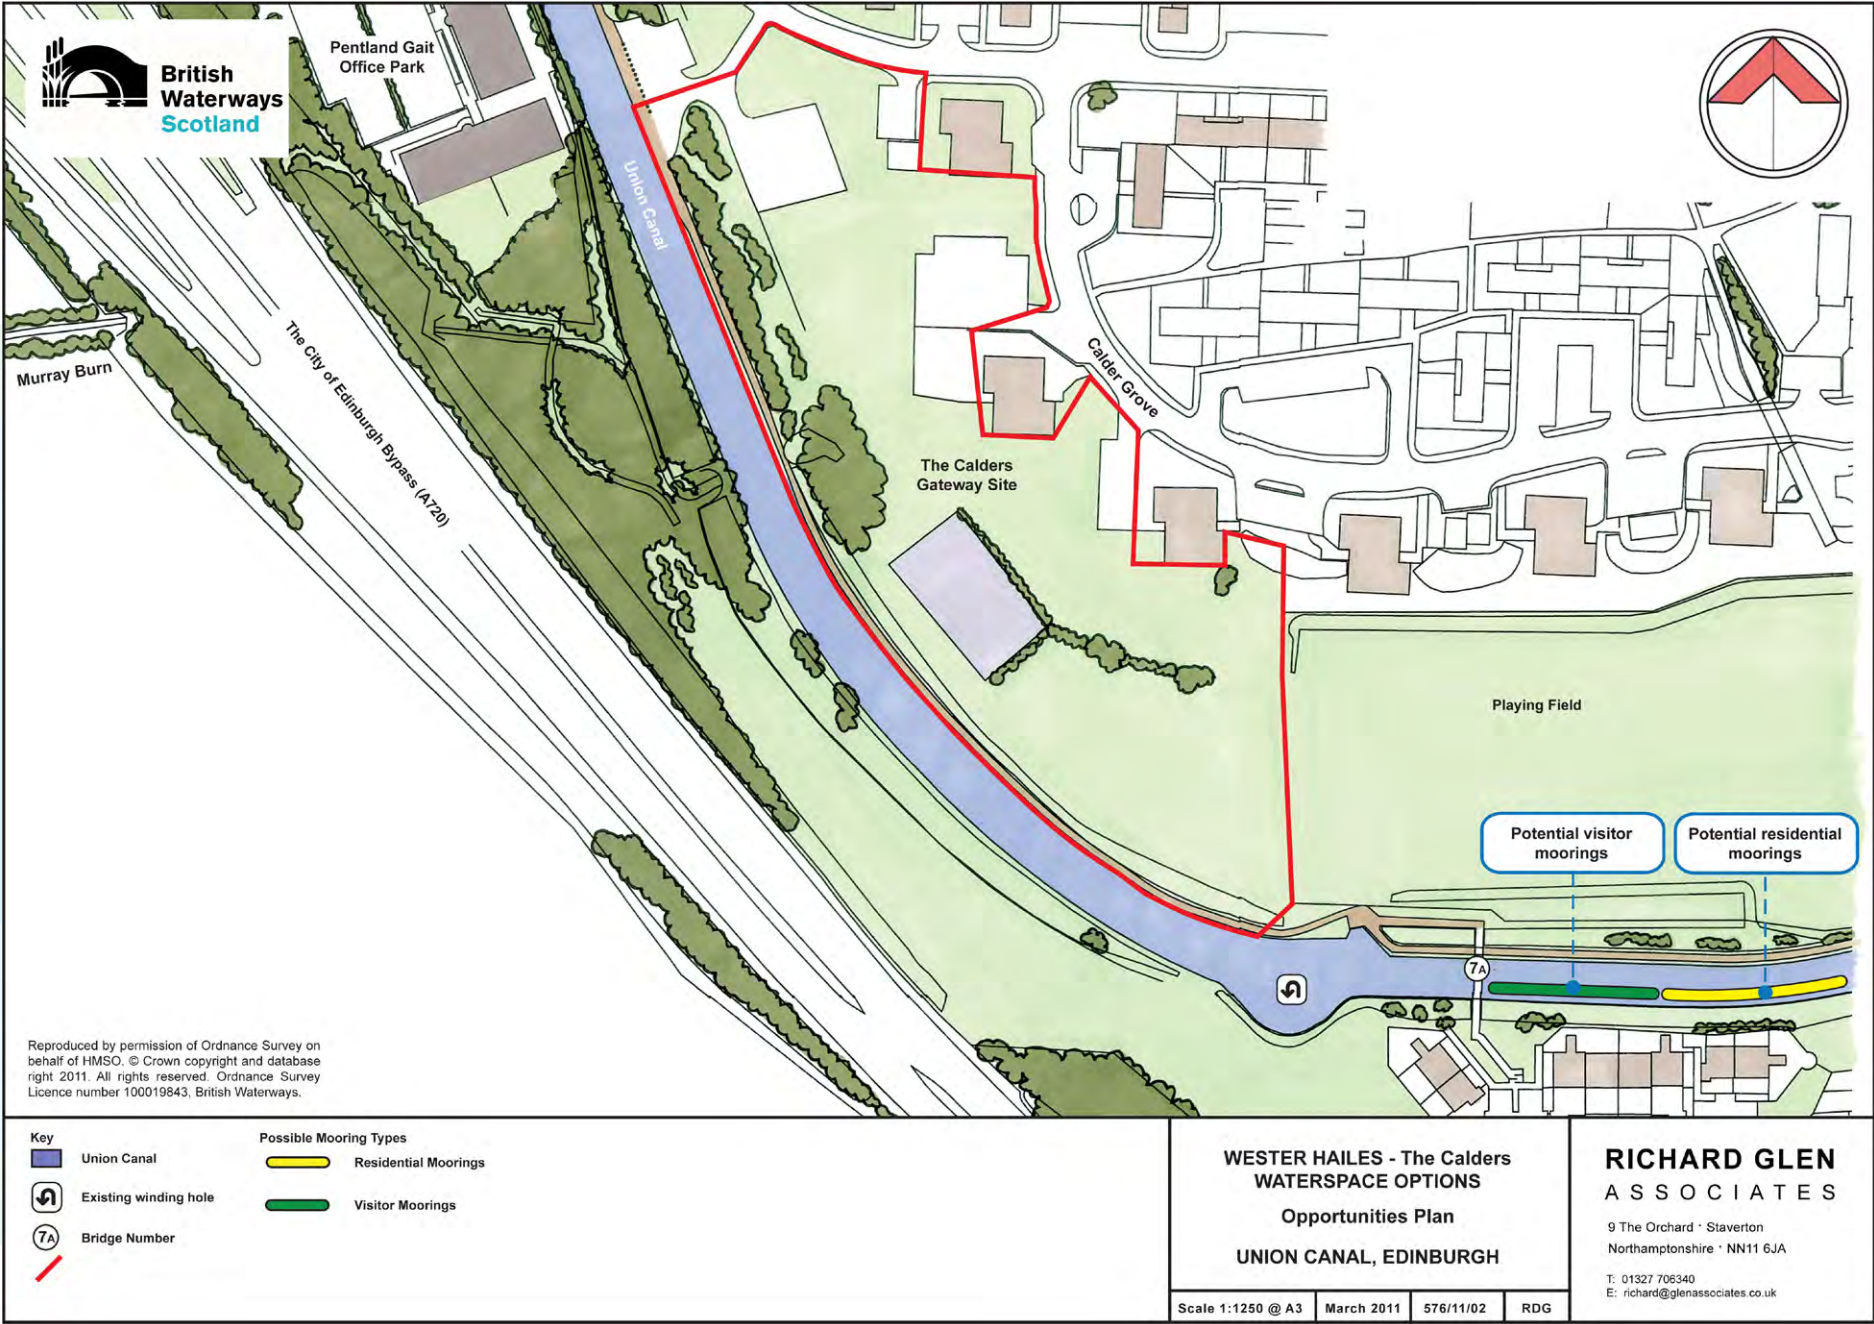 British
Waterways
Scotland
Pentland Gait
Office Park
Union Canal
The City of Edinburgh Bypass (A720)
Murray Burn
Calder Grove
The Calders
Gateway Site
Playing Field
Potential visitor
moorings
Potential residential
moorings
7A
Reproduced by permission of Ordnance Survey on
behalf of HMSO. © Crown copyright and database
right 2011. All rights reserved. Ordnance Survey
Licence number 100019843, British Waterways.
Key
Union Canal
Existing winding hole
7A
Bridge Number
Possible Mooring Types
Residential Moorings
Visitor Moorings
WESTER HAILES - The Calders
WATERSPACE OPTIONS
Opportunities Plan
UNION CANAL, EDINBURGH
Scale 1:1250 @ A3
March 2011
576/11/02
RDG
RICHARD GLEN
ASSOCIATES
9 The Orchard · Staverton
Northamptonshire · NN11 6JA
T: 01327 706340
E: richard@glenassociates.co.uk